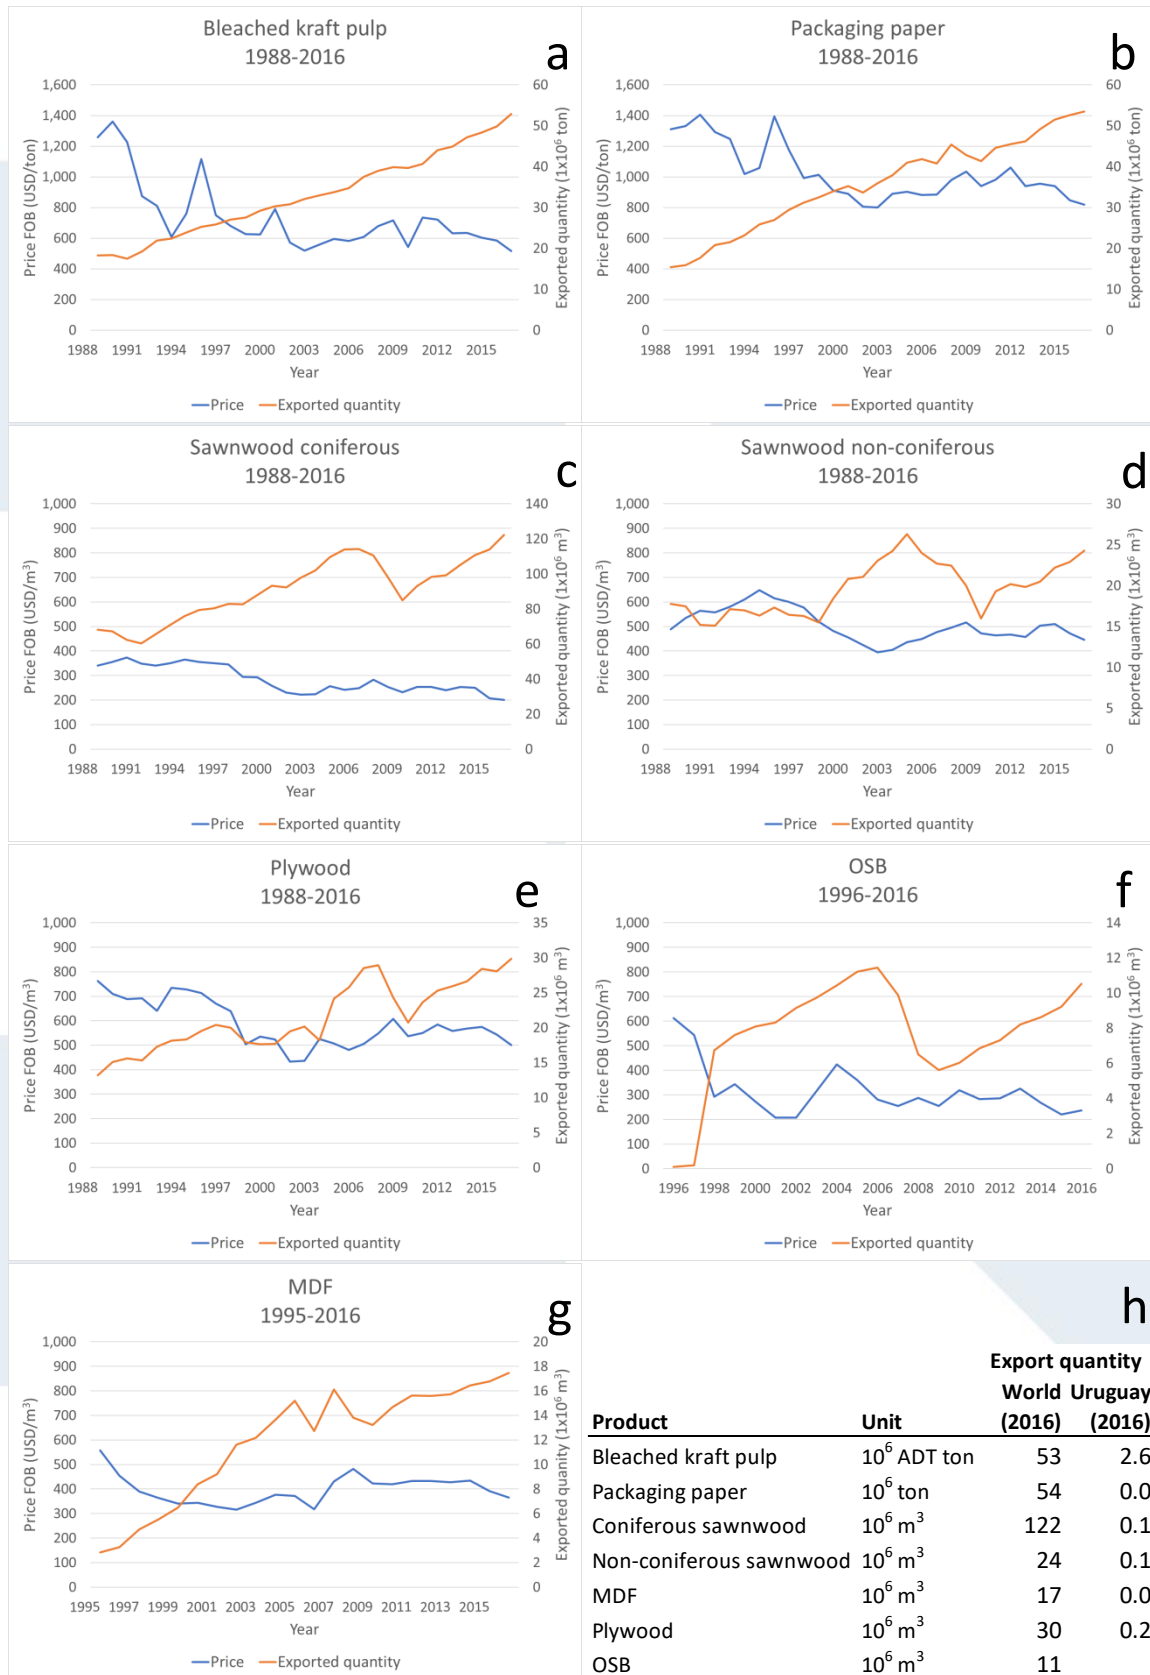 Bleached kraft pulp
1988-2016
a
1,600 60
1,400 50
1,200
1,000 40
800 30
600 20
400
200 10
0 0
Price FOB (USD/ton)
Exported quantity (1x10⁶ ton)
1988 1991 1994 1997 2000 2003 2006 2009 2012 2015
Year
Price Exported quantity
Packaging paper
1988-2016
b
1,600 60
1,400 50
1,200
1,000 40
800 30
600 20
400
200 10
0 0
Price FOB (USD/ton)
Exported quantity (1x10⁶ ton)
1988 1991 1994 1997 2000 2003 2006 2009 2012 2015
Year
Price Exported quantity
Sawnwood coniferous
1988-2016
c
1,000 140
900 120
800
700 100
600 80
500
400 60
300 40
200
100 20
0 0
Price FOB (USD/m³)
Exported quantity (1x10⁶ m³)
1988 1991 1994 1997 2000 2003 2006 2009 2012 2015
Year
Price Exported quantity
Sawnwood non-coniferous
1988-2016
d
1,000 30
900 25
800
700 20
600
500 15
400
300 10
200 5
100
0 0
Price FOB (USD/m³)
Exported quantity (1x10⁶ m³)
1988 1991 1994 1997 2000 2003 2006 2009 2012 2015
Year
Price Exported quantity
Plywood
1988-2016
e
1,000 35
900 30
800
700 25
600 20
500
400 15
300 10
200
100 5
0 0
Price FOB (USD/m³)
Exported quantity (1x10⁶ m³)
1988 1991 1994 1997 2000 2003 2006 2009 2012 2015
Year
Price Exported quantity
OSB
1996-2016
f
1,000 14
900 12
800
700 10
600 8
500
400 6
300 4
200
100 2
0 0
Price FOB (USD/m³)
Exported quantity (1x10⁶ m³)
1996 1998 2000 2002 2004 2006 2008 2010 2012 2014 2016
Year
Price Exported quantity
MDF
1995-2016
g
1,000 20
900 18
800 16
700 14
600 12
500 10
400 8
300 6
200 4
100 2
0 0
Price FOB (USD/m³)
Exported quanity (1x10⁶ m³)
1995 1997 1999 2001 2003 2005 2007 2009 2011 2013 2015
Year
Price Exported quantity
h
Export quantity
World Uruguay
Product Unit (2016) (2016)
Bleached kraft pulp 10⁶ ADT ton 53 2.6
Packaging paper 10⁶ ton 54 0.0
Coniferous sawnwood 10⁶ m³ 122 0.1
Non-coniferous sawnwood 10⁶ m³ 24 0.1
MDF 10⁶ m³ 17 0.0
Plywood 10⁶ m³ 30 0.2
OSB 10⁶ m³ 11